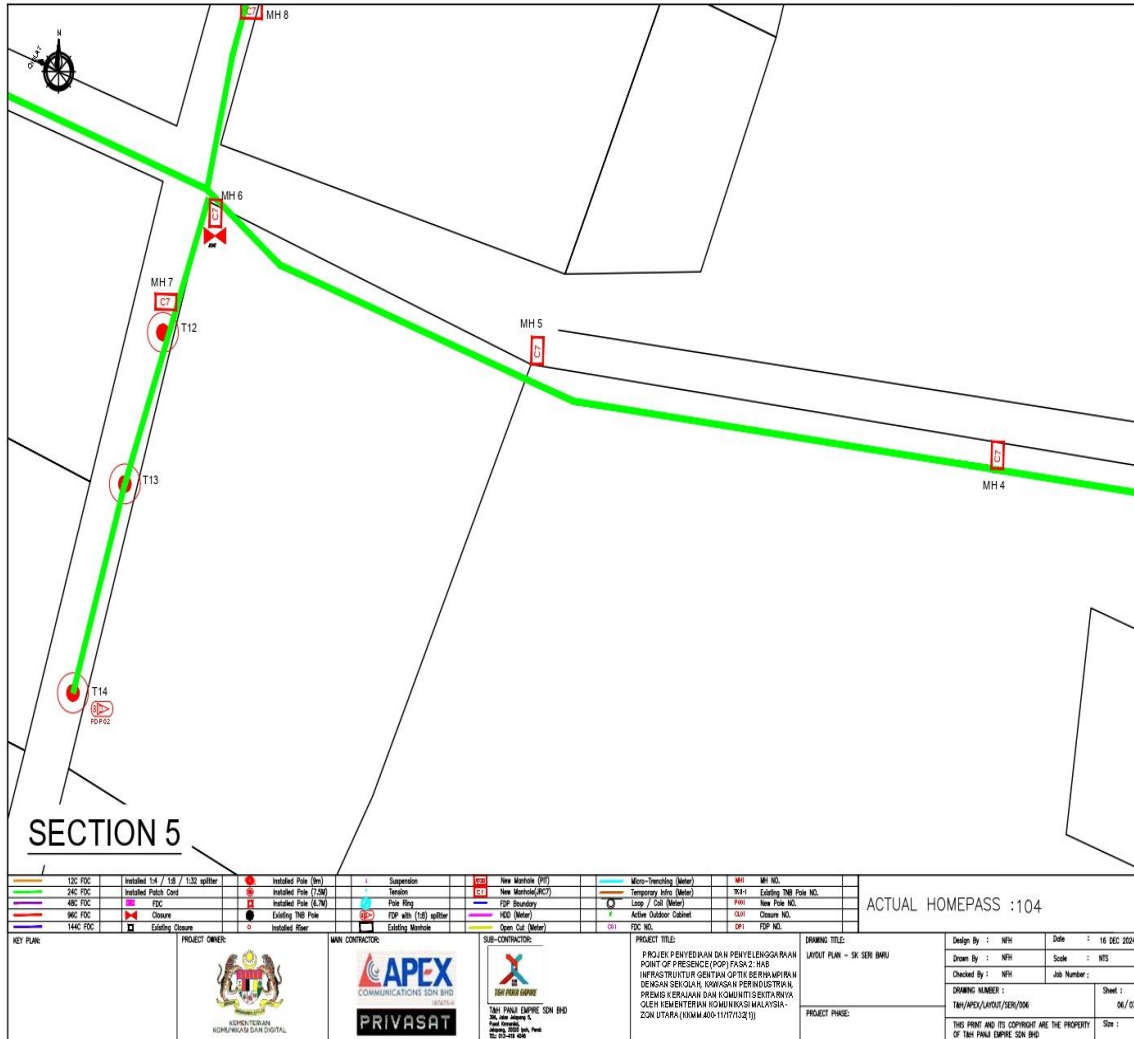 C7
MH 8
N
MH 6
C7
MH 7
C7
T12
MH 5
C7
T13
C7
MH 4
T14
FDP 02
SECTION 5
12C FDC
24C FDC
48C FDC
96C FDC
144C FDC
Installed 1:4 / 1:8 / 1:32 splitter
Installed Patch Cord
FDC
Closure
Existing Closure
Installed Pole (9m)
Installed Pole (7.5M)
Installed Pole (6.7M)
Existing TNB Pole
Installed Riser
Suspension
Tension
Pole Ring
FDP with (1:8) splitter
Existing Manhole
New Manhole (PIT)
C7
New Manhole(JRC7)
FDP Boundary
HDD (Meter)
Open Cut (Meter)
Micro-Trenching (Meter)
Temporary Infra (Meter)
Loop / Coil (Meter)
Active Outdoor Cabinet
FDC NO.
MH NO.
Existing TNB Pole NO.
New Pole NO.
Closure NO.
FDP NO.
ACTUAL HOMEPASS :104
KEY PLAN:
PROJECT OWNER:
KEMENTERIAN
KOMUNIKASI DAN DIGITAL
MAIN CONTRACTOR:
APEX
COMMUNICATIONS SDN BHD
PRIVASAT
SUB-CONTRACTOR:
T&H PANJI EMPIRE
T&H PANJI EMPIRE SDN BHD
PROJECT TITLE:
PROJEK PENYEDIAAN DAN PENYELENGGARAAN
POINT OF PRESENCE (POP) FASA 2: HAB
INFRASTRUKTUR GENTIAN OPTIK BERHAMPIRAN
DENGAN SEKOLAH, KAWASAN PERINDUSTRIAN,
PREMIS KERAJAAN DAN KOMUNITI SEKITARNYA
OLEH KEMENTERIAN KOMUNIKASI MALAYSIA -
ZON UTARA (KKMM.400-11/17/132(1))
DRAWING TITLE:
LAYOUT PLAN - SK SERI BARU
PROJECT PHASE:
Design By : NFH
Date : 16 DEC 2024
Drawn By : NFH
Scale : NTS
Checked By : NFH
Job Number :
DRAWING NUMBER :
T&H/APEX/LAYOUT/SERI/006
Sheet :
06/0
THIS PRINT AND ITS COPYRIGHT ARE THE PROPERTY
OF T&H PANJI EMPIRE SDN BHD
Size :